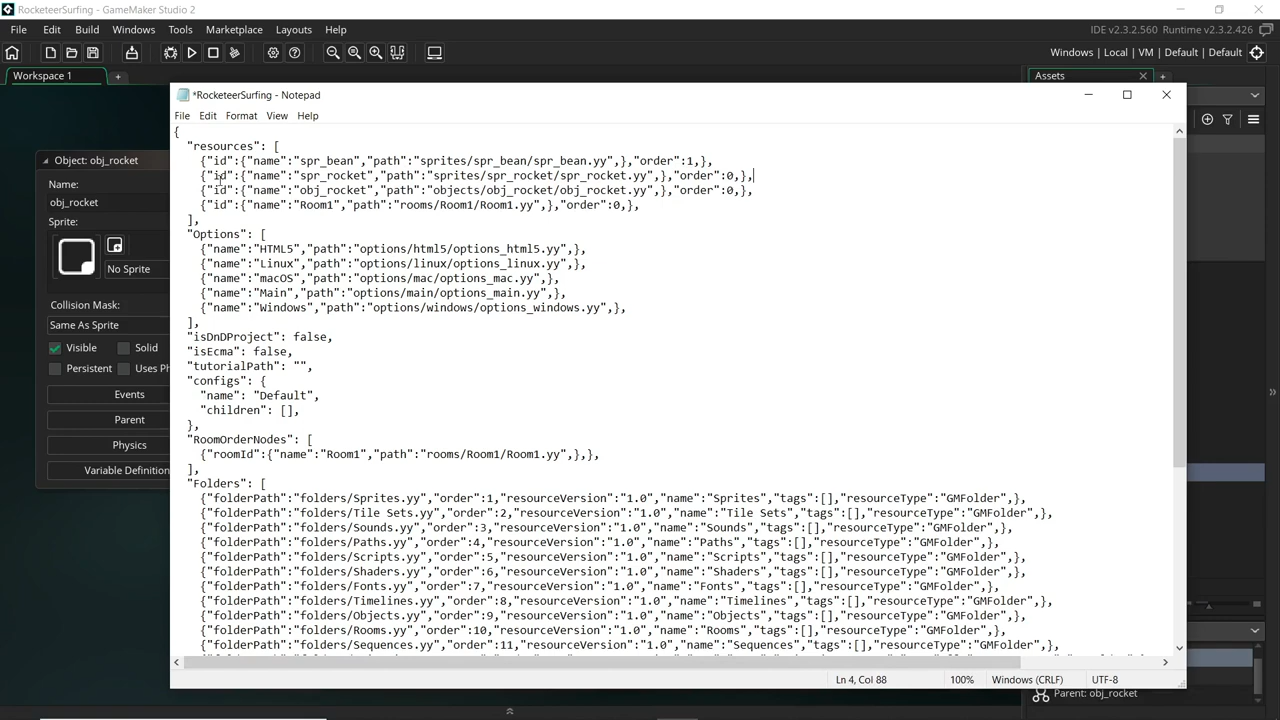 RocketeerSurfing - GameMaker Studio 2
File Edit Build Windows Tools Marketplace Layouts Help
IDE v2.3.2.560 Runtime v2.3.2.426
Windows | Local | VM | Default | Default
Workspace 1
Assets
*RocketeerSurfing - Notepad
File Edit Format View Help
Object: obj_rocket
Name:
obj_rocket
Sprite:
No Sprite
Collision Mask:
Same As Sprite
Visible Solid
Persistent Uses Ph
Events
Parent
Physics
Variable Definition
{
"resources": [
{"id":{"name":"spr_bean","path":"sprites/spr_bean/spr_bean.yy",},"order":1,},
{"id":{"name":"spr_rocket","path":"sprites/spr_rocket/spr_rocket.yy",},"order":0,},
{"id":{"name":"obj_rocket","path":"objects/obj_rocket/obj_rocket.yy",},"order":0,},
{"id":{"name":"Room1","path":"rooms/Room1/Room1.yy",},"order":0,},
],
"Options": [
{"name":"HTML5","path":"options/html5/options_html5.yy",},
{"name":"Linux","path":"options/linux/options_linux.yy",},
{"name":"macOS","path":"options/mac/options_mac.yy",},
{"name":"Main","path":"options/main/options_main.yy",},
{"name":"Windows","path":"options/windows/options_windows.yy",},
],
"isDnDProject": false,
"isEcma": false,
"tutorialPath": "",
"configs": {
"name": "Default",
"children": [],
},
"RoomOrderNodes": [
{"roomId":{"name":"Room1","path":"rooms/Room1/Room1.yy",},},
],
"Folders": [
{"folderPath":"folders/Sprites.yy","order":1,"resourceVersion":"1.0","name":"Sprites","tags":[],"resourceType":"GMFolder",},
{"folderPath":"folders/Tile Sets.yy","order":2,"resourceVersion":"1.0","name":"Tile Sets","tags":[],"resourceType":"GMFolder",},
{"folderPath":"folders/Sounds.yy","order":3,"resourceVersion":"1.0","name":"Sounds","tags":[],"resourceType":"GMFolder",},
{"folderPath":"folders/Paths.yy","order":4,"resourceVersion":"1.0","name":"Paths","tags":[],"resourceType":"GMFolder",},
{"folderPath":"folders/Scripts.yy","order":5,"resourceVersion":"1.0","name":"Scripts","tags":[],"resourceType":"GMFolder",},
{"folderPath":"folders/Shaders.yy","order":6,"resourceVersion":"1.0","name":"Shaders","tags":[],"resourceType":"GMFolder",},
{"folderPath":"folders/Fonts.yy","order":7,"resourceVersion":"1.0","name":"Fonts","tags":[],"resourceType":"GMFolder",},
{"folderPath":"folders/Timelines.yy","order":8,"resourceVersion":"1.0","name":"Timelines","tags":[],"resourceType":"GMFolder",},
{"folderPath":"folders/Objects.yy","order":9,"resourceVersion":"1.0","name":"Objects","tags":[],"resourceType":"GMFolder",},
{"folderPath":"folders/Rooms.yy","order":10,"resourceVersion":"1.0","name":"Rooms","tags":[],"resourceType":"GMFolder",},
{"folderPath":"folders/Sequences.yy","order":11,"resourceVersion":"1.0","name":"Sequences","tags":[],"resourceType":"GMFolder",},
Ln 4, Col 88 100% Windows (CRLF) UTF-8
Parent: obj_rocket